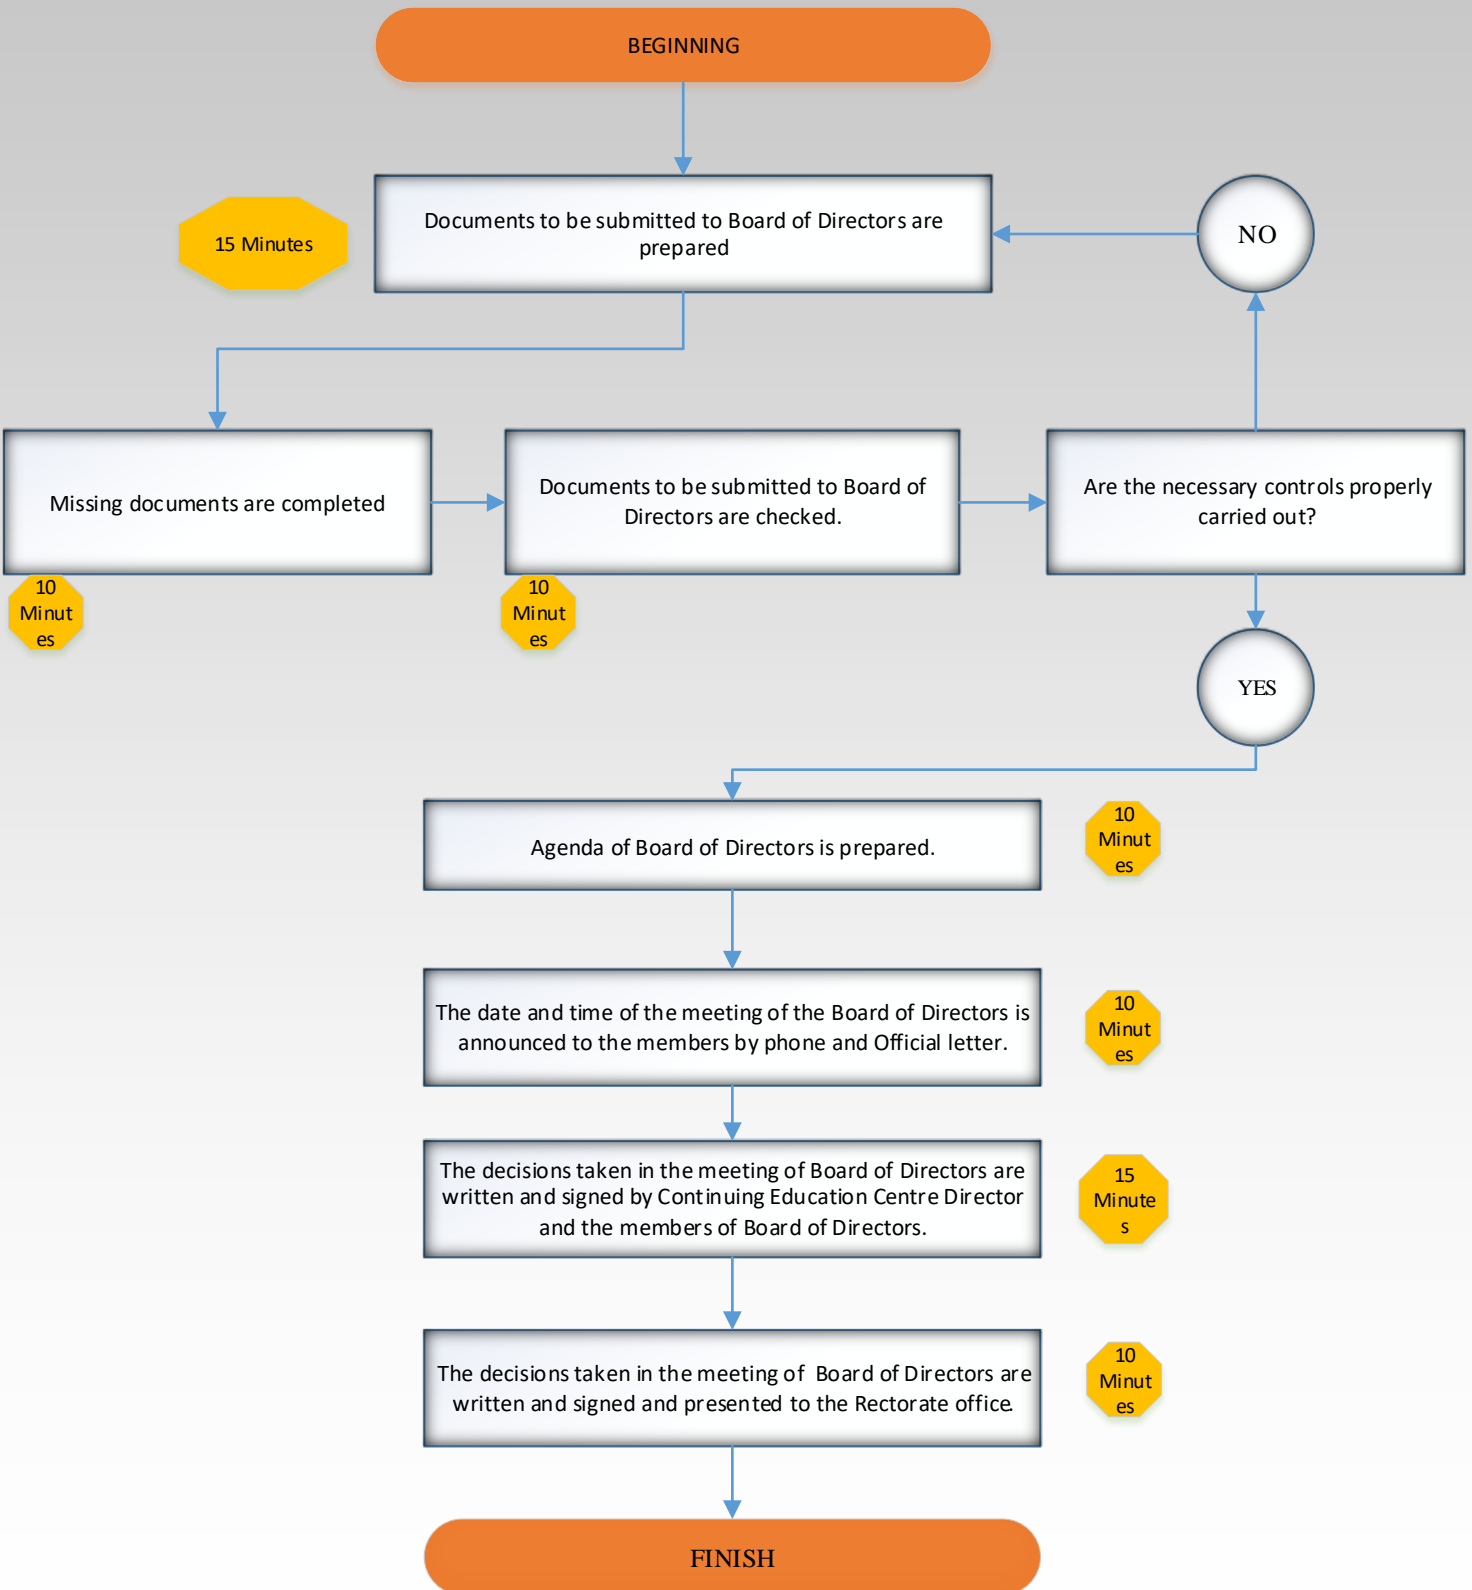 BEGINNING
15 Minutes
Documents to be submitted to Board of Directors are
prepared
NO
Missing documents are completed
Documents to be submitted to Board of
Directors are checked.
Are the necessary controls properly
carried out?
10
Minut
es
10
Minut
es
YES
Agenda of Board of Directors is prepared.
10
Minut
es
The date and time of the meeting of the Board of Directors is
announced to the members by phone and Official letter.
10
Minut
es
The decisions taken in the meeting of Board of Directors are
written and signed by Continuing Education Centre Director
and the members of Board of Directors.
15
Minute
s
The decisions taken in the meeting of Board of Directors are
written and signed and presented to the Rectorate office.
10
Minut
es
FINISH